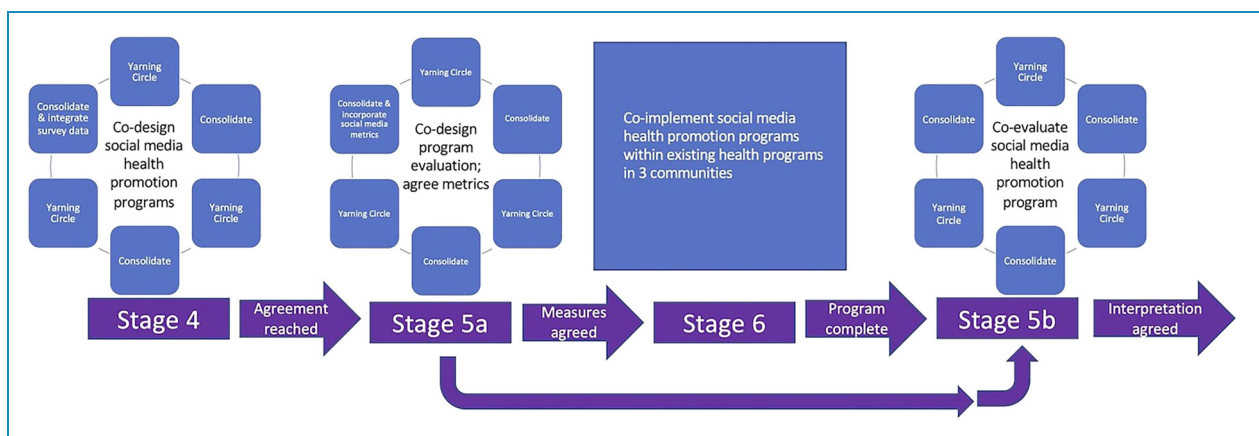 Yarning
Circle
Consolidate
Yarning
Circle
Consolidate
Yarning
Circle
Consolidate
& integrate
survey data
Co-design
social media
health
promotion
programs
Yarning Circle
Consolidate
Yarning Circle
Consolidate
Yarning Circle
Consolidate &
incorporate
social media
metrics
Co-design
program
evaluation;
agree metrics
Co-implement social media
health promotion programs
within existing health programs
in 3 communities
Yarning
Circle
Consolidate
Yarning
Circle
Consolidate
Yarning
Circle
Consolidate
Co-evaluate
social media
health
promotion
program
Stage 4
Agreement
reached
Stage 5a
Measures
agreed
Stage 6
Program
complete
Stage 5b
Interpretation
agreed